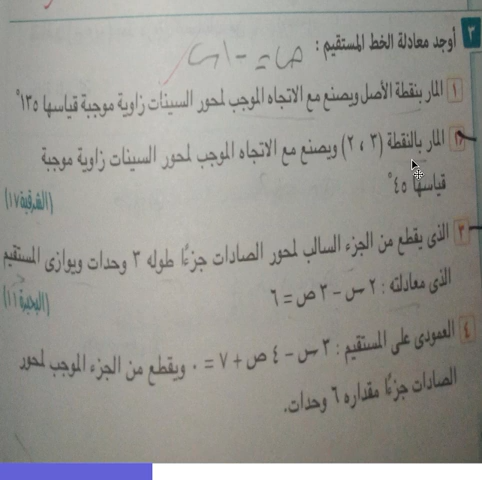 ٣ أوجد معادلة الخط المستقيم :
١ المار بنقطة الأصل ويصنع مع الاتجاه الموجب لمحور السينات زاوية موجبة قياسها ١٣٥°
المار بالنقطة (٣ ، ٢) ويصنع مع الاتجاه الموجب لمحور السينات زاوية موجبة
قياسها ٤٥°
(الشرقية ١٧)
٣ الذى يقطع من الجزء السالب لمحور الصادات جزءًا طوله ٣ وحدات ويوازى المستقيم
الذى معادلته : ٢ س - ٣ ص = ٦
(البحيرة ١١)
٤ العمودى على المستقيم : ٣ س - ٤ ص + ٧ = ٠ ويقطع من الجزء الموجب لمحور
الصادات جزءًا مقداره ٦ وحدات.